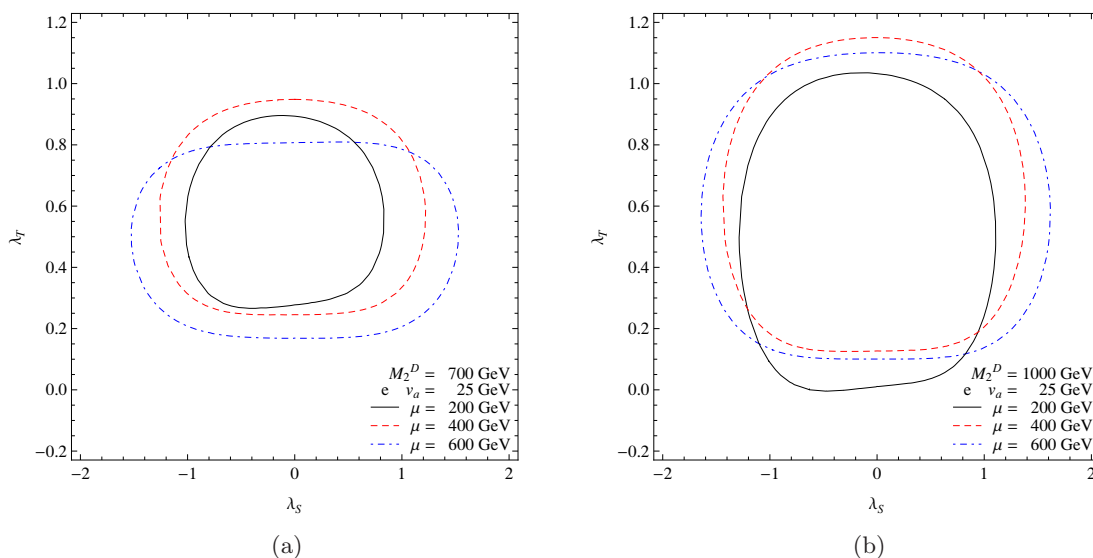 1.2
1.0
0.8
0.6
0.4
0.2
0.0
−0.2
λT
M2D = 700 GeV
e va = 25 GeV
μ = 200 GeV
μ = 400 GeV
μ = 600 GeV
−2 −1 0 1 2
λS
(a)
1.2
1.0
0.8
0.6
0.4
0.2
0.0
−0.2
λT
M2D = 1000 GeV
e va = 25 GeV
μ = 200 GeV
μ = 400 GeV
μ = 600 GeV
−2 −1 0 1 2
λS
(b)